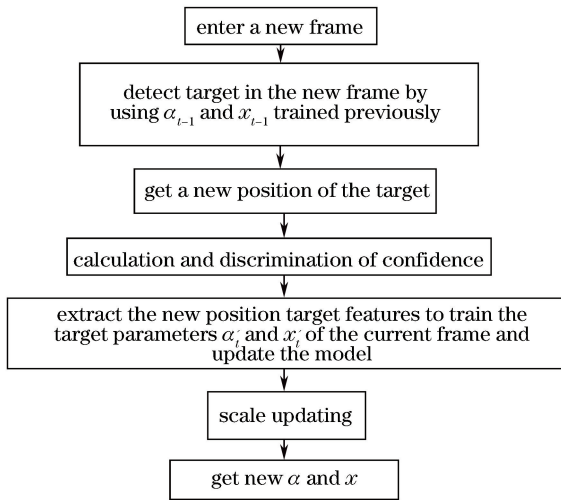 enter a new frame
detect target in the new frame by
using α_{t−1} and x_{t−1} trained previously
get a new position of the target
calculation and discrimination of confidence
extract the new position target features to train the
target parameters α′_t and x′_t of the current frame and
update the model
scale updating
get new α and x